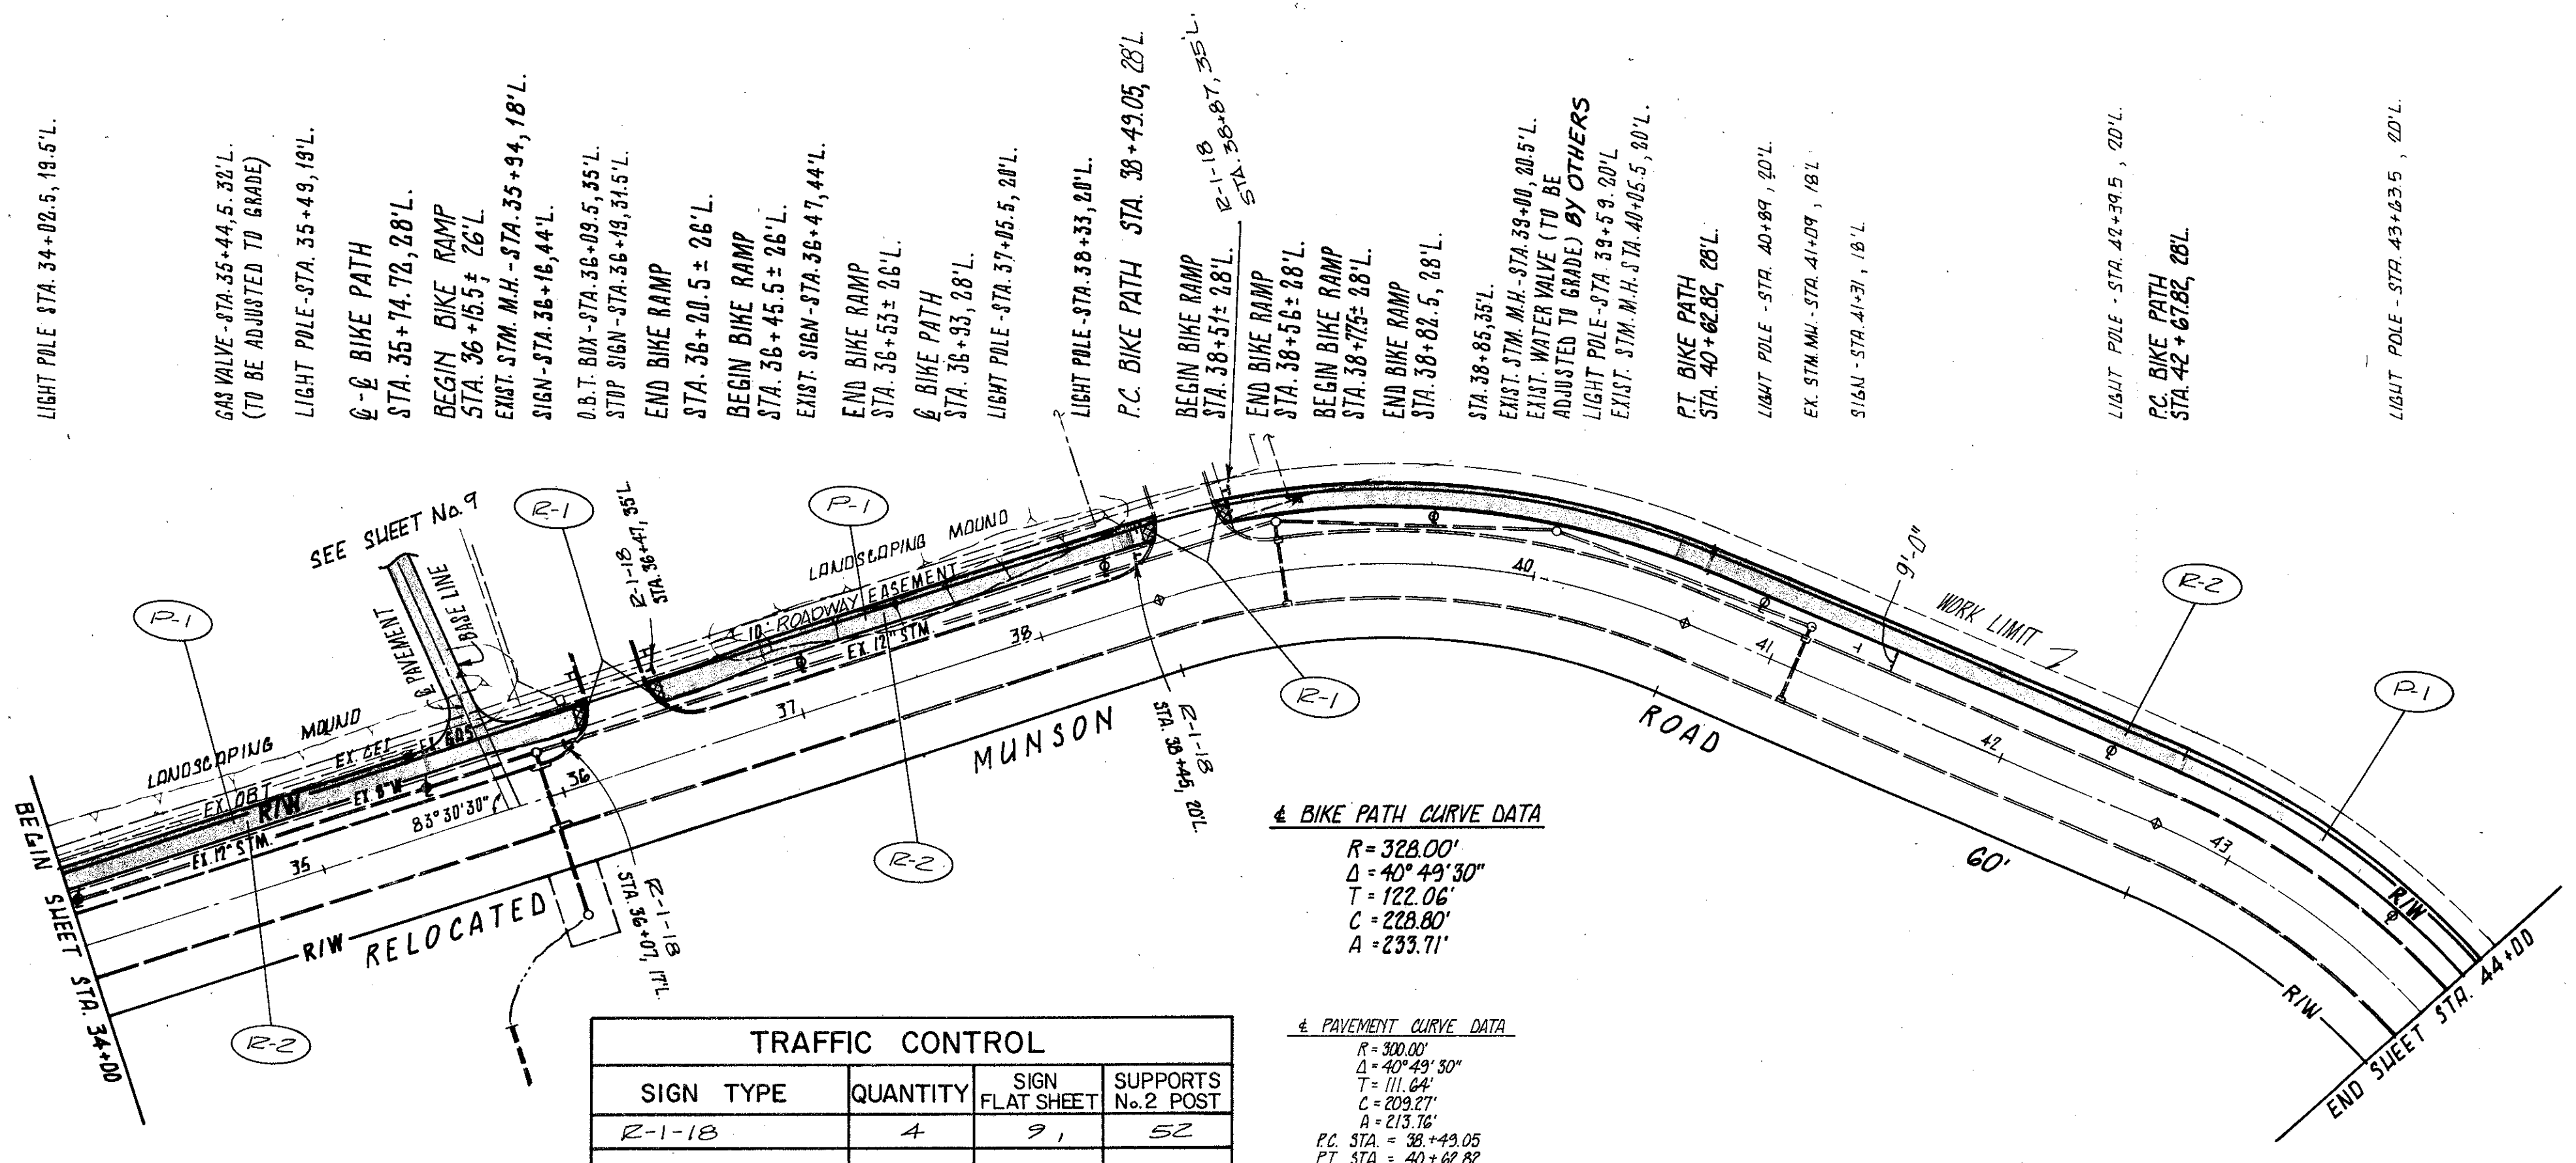 LIGHT POLE STA. 34+02.5, 19.5'L.
GAS VALVE-STA. 35+44,5. 32'L.
(TO BE ADJUSTED TO GRADE)
LIGHT POLE-STA. 35+49, 19'L.
℄-℄ BIKE PATH
STA. 35+74.72, 28'L.
BEGIN BIKE RAMP
STA. 36+15.5± 26'L.
EXIST. STM. M.H.-STA. 35+94, 18'L.
SIGN-STA. 36+16, 44'L.
O.B.T. BOX-STA. 36+09.5, 35'L.
STOP SIGN-STA. 36+19, 31.5'L.
END BIKE RAMP
STA. 36+20.5 ± 26'L.
BEGIN BIKE RAMP
STA. 36+45.5 ± 26'L.
EXIST. SIGN-STA. 36+47, 44'L.
END BIKE RAMP
STA. 36+53± 26'L.
℄ BIKE PATH
STA. 36+93, 28'L.
LIGHT POLE-STA. 37+05.5, 20'L.
LIGHT POLE-STA. 38+33, 20'L.
P.C. BIKE PATH STA. 38+49.05, 28'L.
R-1-18
STA. 38+87, 35'L.
BEGIN BIKE RAMP
STA. 38+51± 28'L.
END BIKE RAMP
STA. 38+56± 28'L.
BEGIN BIKE RAMP
STA. 38+77.5± 28'L.
END BIKE RAMP
STA. 38+82.5, 28'L.
STA. 38+85, 35'L.
EXIST. STM. M.H.-STA. 39+00, 20.5'L.
EXIST. WATER VALVE (TO BE
ADJUSTED TO GRADE) BY OTHERS
LIGHT POLE-STA. 39+59. 20'L
EXIST. STM. M.H. STA. 40+05.5, 20'L.
P.T. BIKE PATH
STA. 40+62.82, 28'L.
LIGHT POLE-STA. 40+89, 20'L.
EX. STM. MH.-STA. 41+09, 18'L
SIGN-STA. 41+31, 18'L.
LIGHT POLE-STA. 42+39.5, 20'L.
P.C. BIKE PATH
STA. 42+67.82, 28'L.
LIGHT POLE-STA. 43+63.5, 20'L.
SEE SHEET No. 9
R-1
R-1-18
STA. 36+47, 35'L
P-1
LANDSCAPING MOUND
10' ROADWAY EASEMENT
EX. 12" STM
P-1
℄ PAVEMENT
BASE LINE
LANDSCAPING MOUND
EX. CEI
EX. GAS
EX. OBT
R/W
EX. 8" W
EX. 12" STM.
83°30'30"
35
36
37
38
40
41
42
43
9'-0"
WORK LIMIT
R-2
P-1
R-1
R-2
R-2
R-1-18
STA. 38+45, 20'L.
R-1-18
STA. 36+07, 17'L.
BEGIN SHEET STA. 34+00
R/W
RELOCATED
MUNSON
ROAD
60'
R/W
R/W
END SHEET STA. 44+00
℄ BIKE PATH CURVE DATA
R = 328.00'
Δ = 40° 49' 30"
T = 122.06'
C = 228.80'
A = 233.71'
℄ PAVEMENT CURVE DATA
R = 300.00'
Δ = 40° 49' 30"
T = 111.64'
C = 209.27'
A = 213.76'
P.C. STA. = 38.+49.05
P.T. STA. = 40+62.82
TRAFFIC CONTROL
SIGN TYPE QUANTITY SIGN FLAT SHEET SUPPORTS No.2 POST
R-1-18 4 9, 52